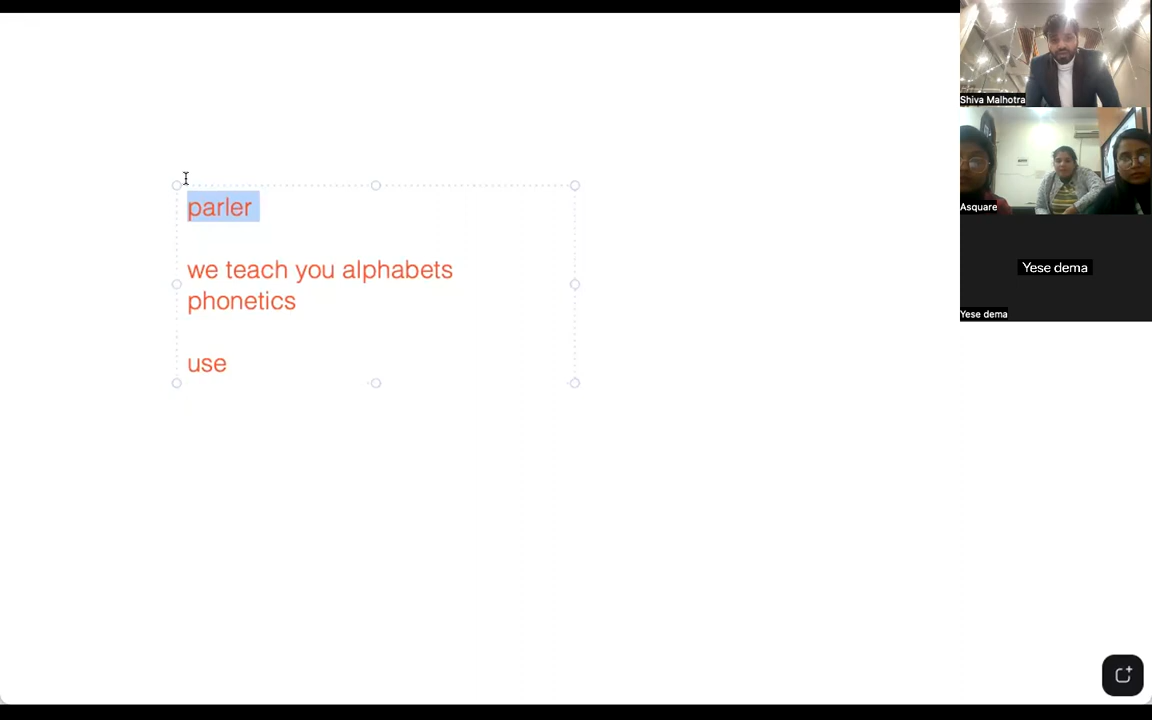 parler
we teach you alphabets
phonetics
use
Shiva Malhotra
Asquare
Yese dema
Yese dema